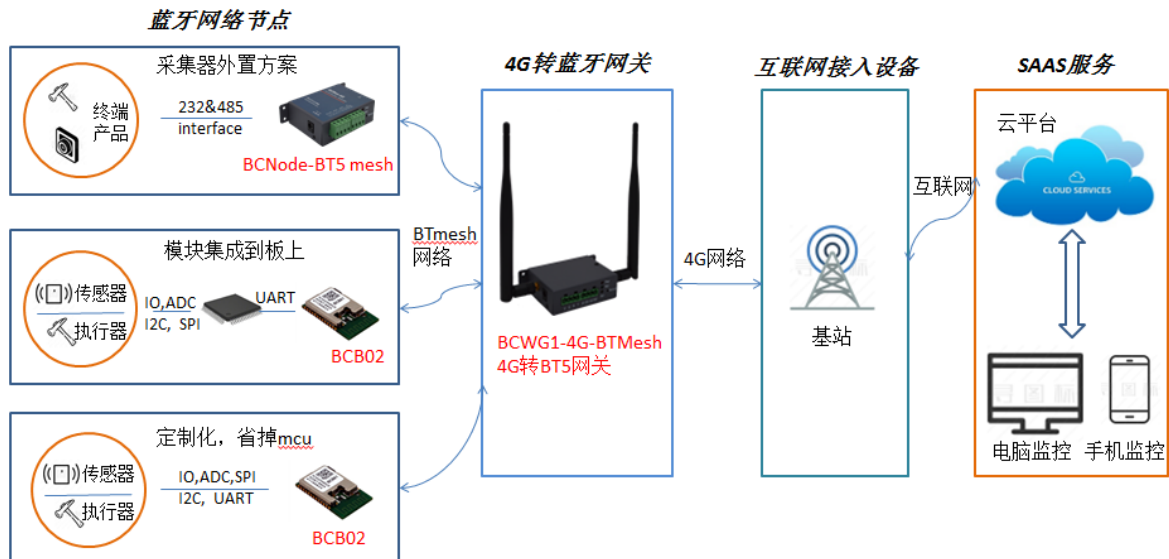 蓝牙网络节点
采集器外置方案
终端
产品
232&485
interface
BCNode-BT5 mesh
模块集成到板上
传感器
执行器
IO,ADC
I2C, SPI
UART
BCB02
定制化，省掉mcu
传感器
执行器
IO,ADC,SPI
I2C, UART
BCB02
BTmesh
网络
4G转蓝牙网关
BCWG1-4G-BTMesh
4G转BT5网关
4G网络
互联网接入设备
基站
互联网
SAAS服务
云平台
CLOUD SERVICES
电脑监控
手机监控
寻图标